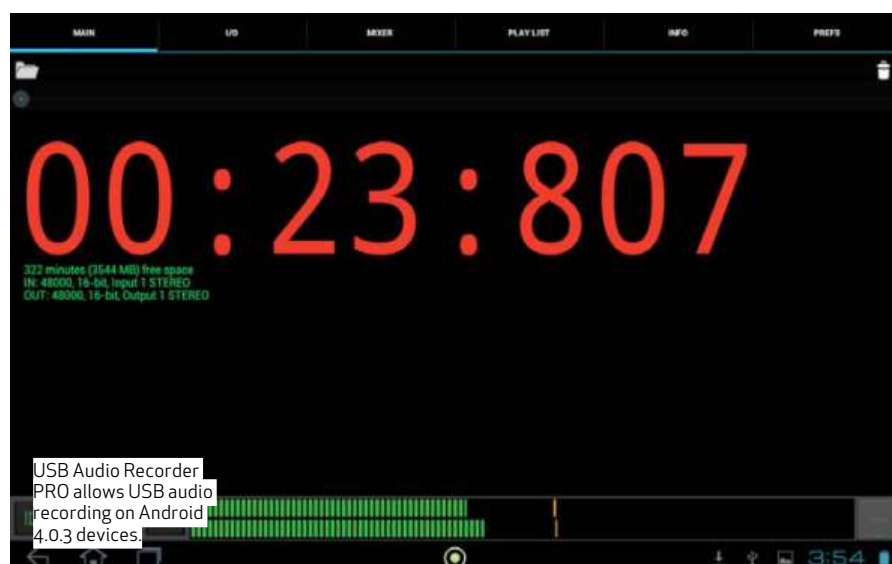 MAIN I/O MIXER PLAY LIST INFO PREFS
00:23:807
322 minutes (3544 MB) free space
IN: 48000, 16-bit, Input 1 STEREO
OUT: 48000, 16-bit, Output 1 STEREO
USB Audio Recorder
PRO allows USB audio
recording on Android
4.0.3 devices.
3:54